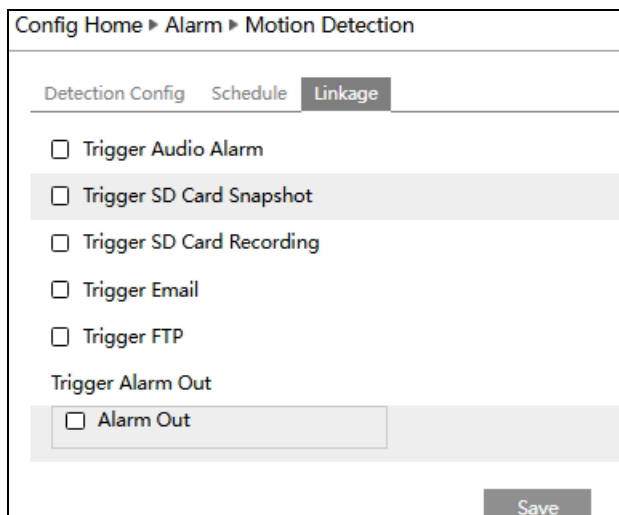 Config Home ▸ Alarm ▸ Motion Detection
Detection Config Schedule Linkage
Trigger Audio Alarm
Trigger SD Card Snapshot
Trigger SD Card Recording
Trigger Email
Trigger FTP
Trigger Alarm Out
Alarm Out
Save